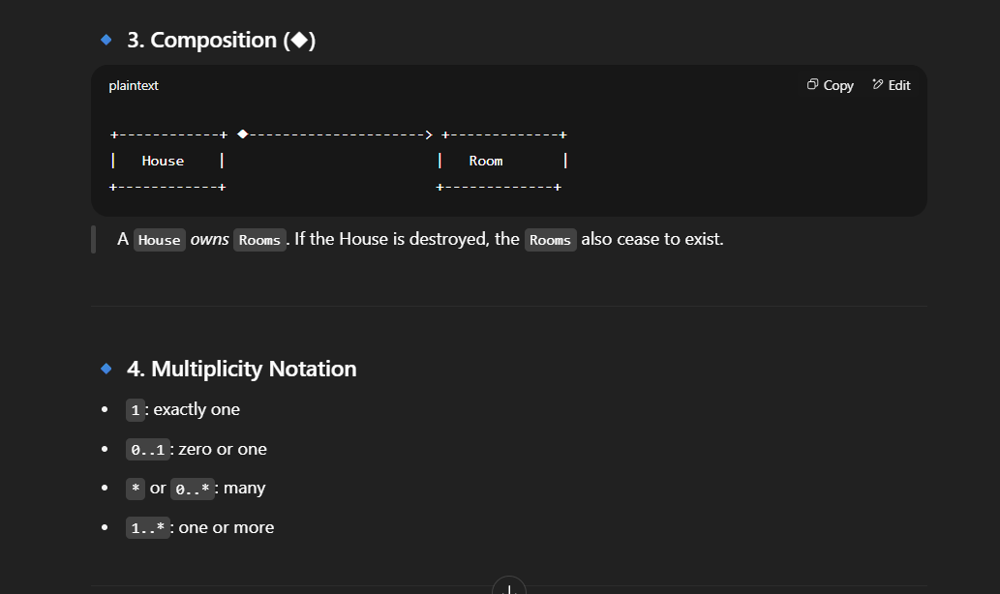 3. Composition (◆)
plaintext Copy Edit
+------------+ ◆---------------------> +-------------+
|   House    |                         |   Room       |
+------------+                         +-------------+
A House owns Rooms. If the House is destroyed, the Rooms also cease to exist.
4. Multiplicity Notation
• 1: exactly one
• 0..1: zero or one
• * or 0..*: many
• 1..*: one or more